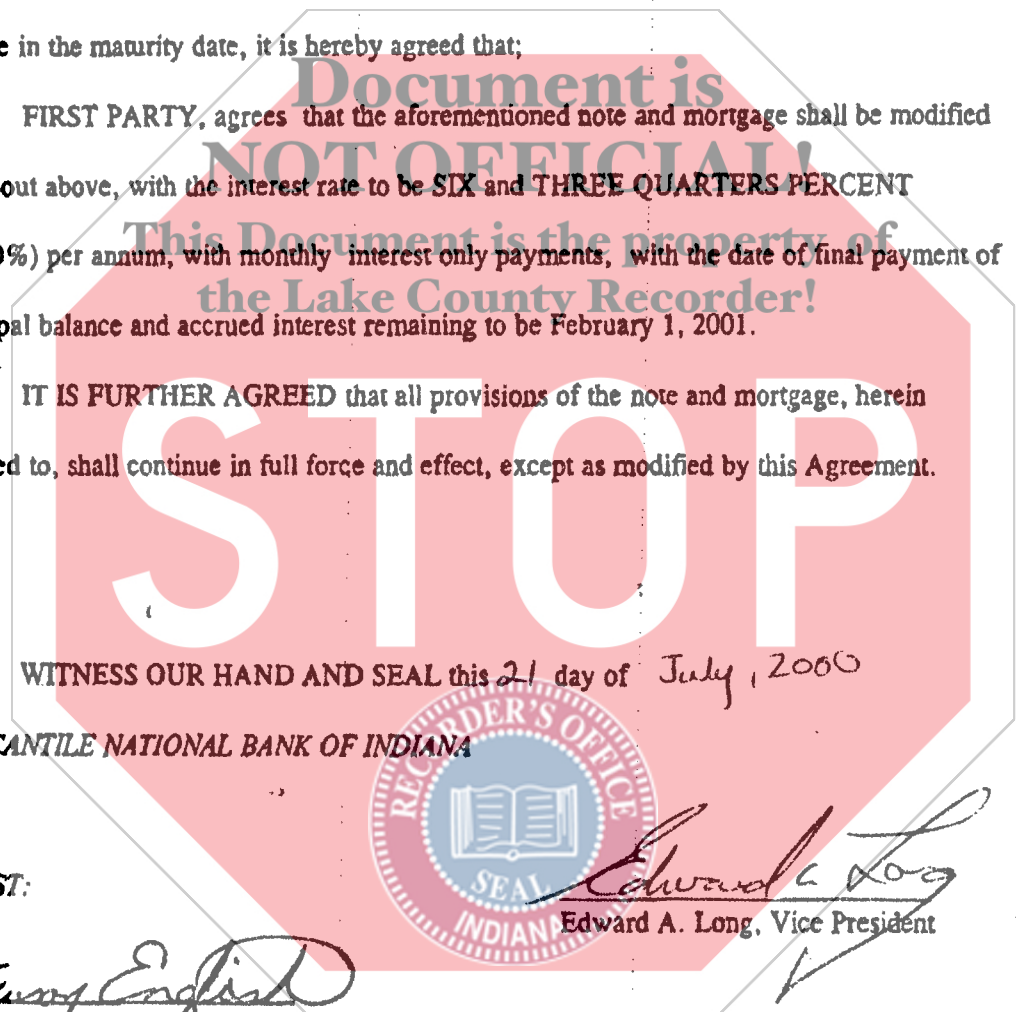 e in the maturity date, it is hereby agreed that;
Document is
FIRST PARTY, agrees that the aforementioned note and mortgage shall be modified
NOT OFFICIAL!
out above, with the interest rate to be SIX and THREE QUARTERS PERCENT
This Document is the property of
%) per annum, with monthly interest only payments, with the date of final payment of
the Lake County Recorder!
pal balance and accrued interest remaining to be February 1, 2001.
IT IS FURTHER AGREED that all provisions of the note and mortgage, herein
ed to, shall continue in full force and effect, except as modified by this Agreement.
STOP
WITNESS OUR HAND AND SEAL this 21 day of July, 2000
CANTILE NATIONAL BANK OF INDIANA
RECORDER'S OFFICE
SEAL
INDIANA
Edward A Long
ST:
Edward A. Long, Vice President
English